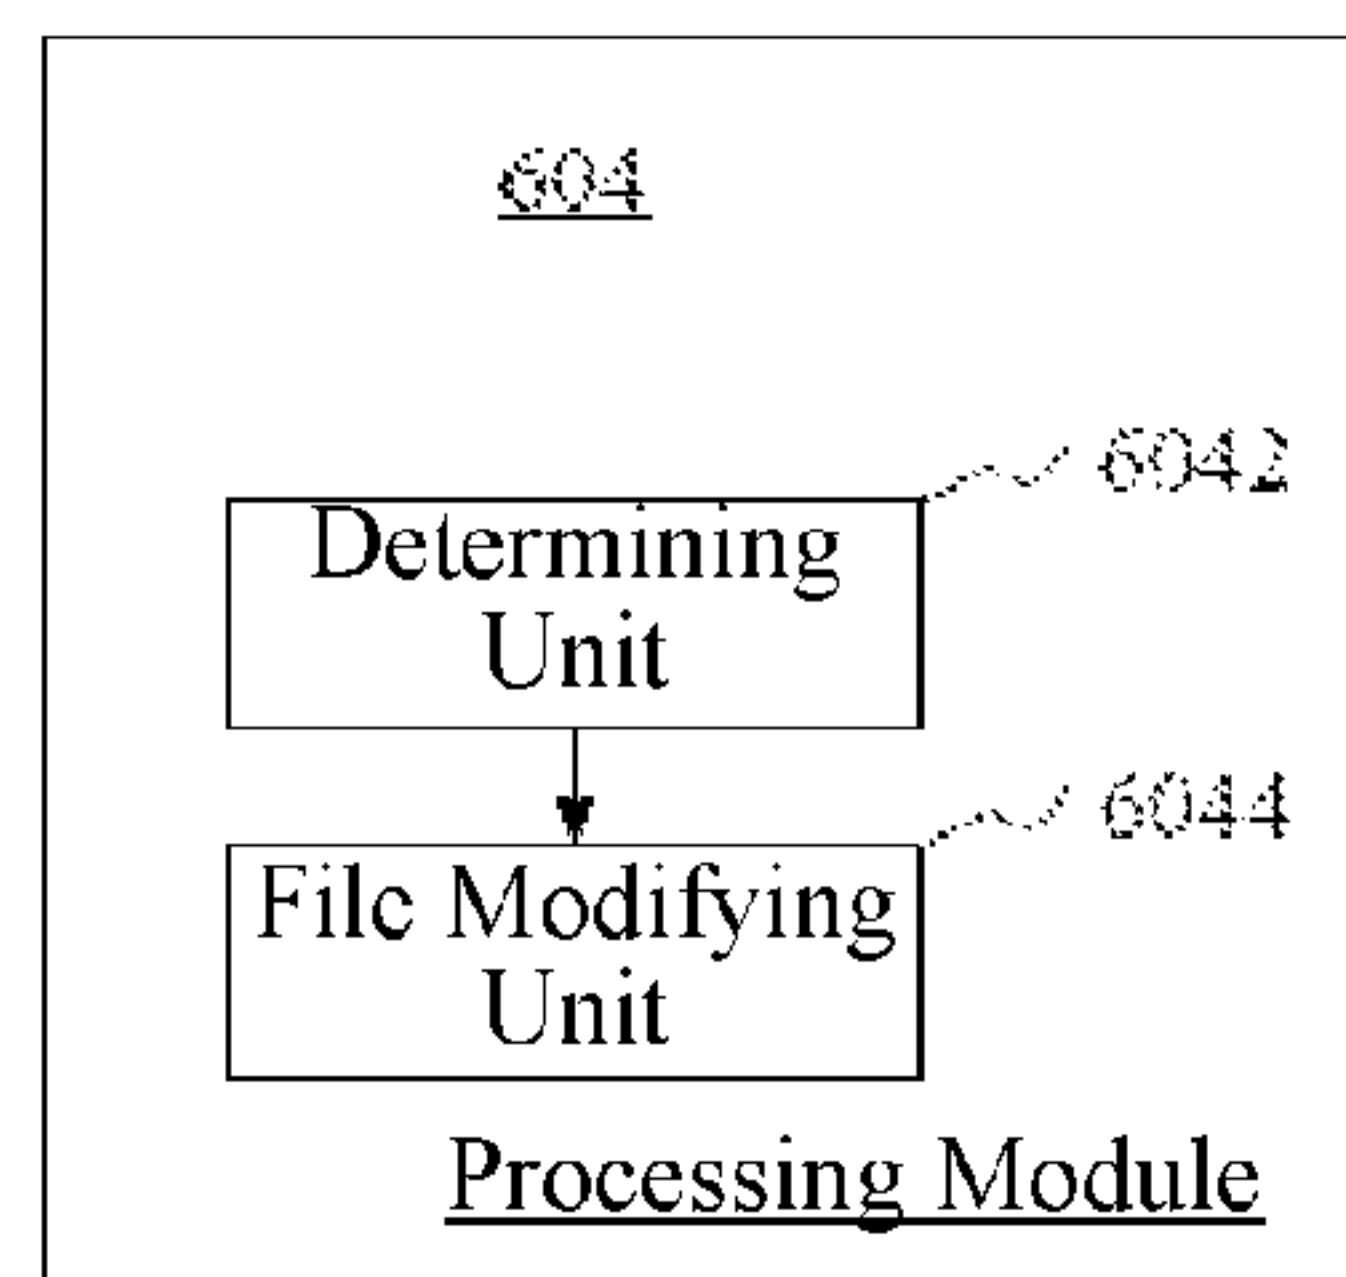 604
6042
Determining
Unit
6044
File Modifying
Unit
Processing Module